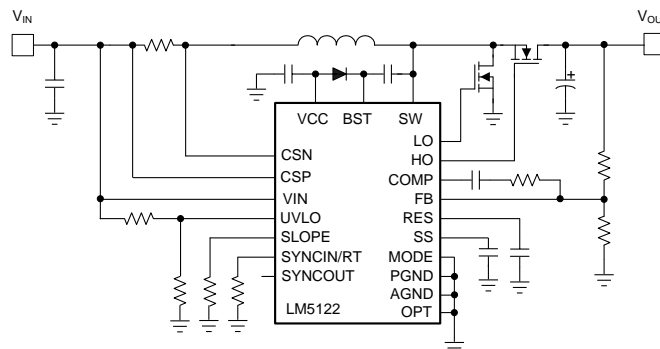 VIN
VOUT
+
VCC BST SW
LO
HO
CSN
COMP
CSP
FB
VIN
RES
UVLO
SS
SLOPE
MODE
SYNCIN/RT
PGND
SYNCOUT
AGND
LM5122
OPT